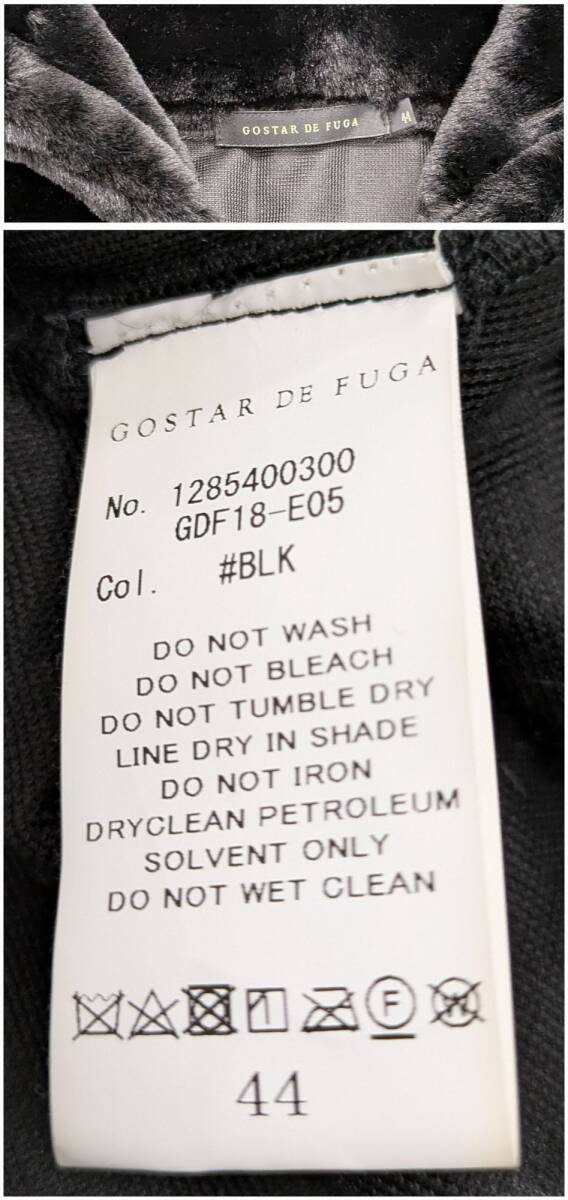 GOSTAR DE FUGA
44
GOSTAR DE FUGA
No. 1285400300
GDF18-E05
Col. #BLK
DO NOT WASH
DO NOT BLEACH
DO NOT TUMBLE DRY
LINE DRY IN SHADE
DO NOT IRON
DRYCLEAN PETROLEUM
SOLVENT ONLY
DO NOT WET CLEAN
F W
44